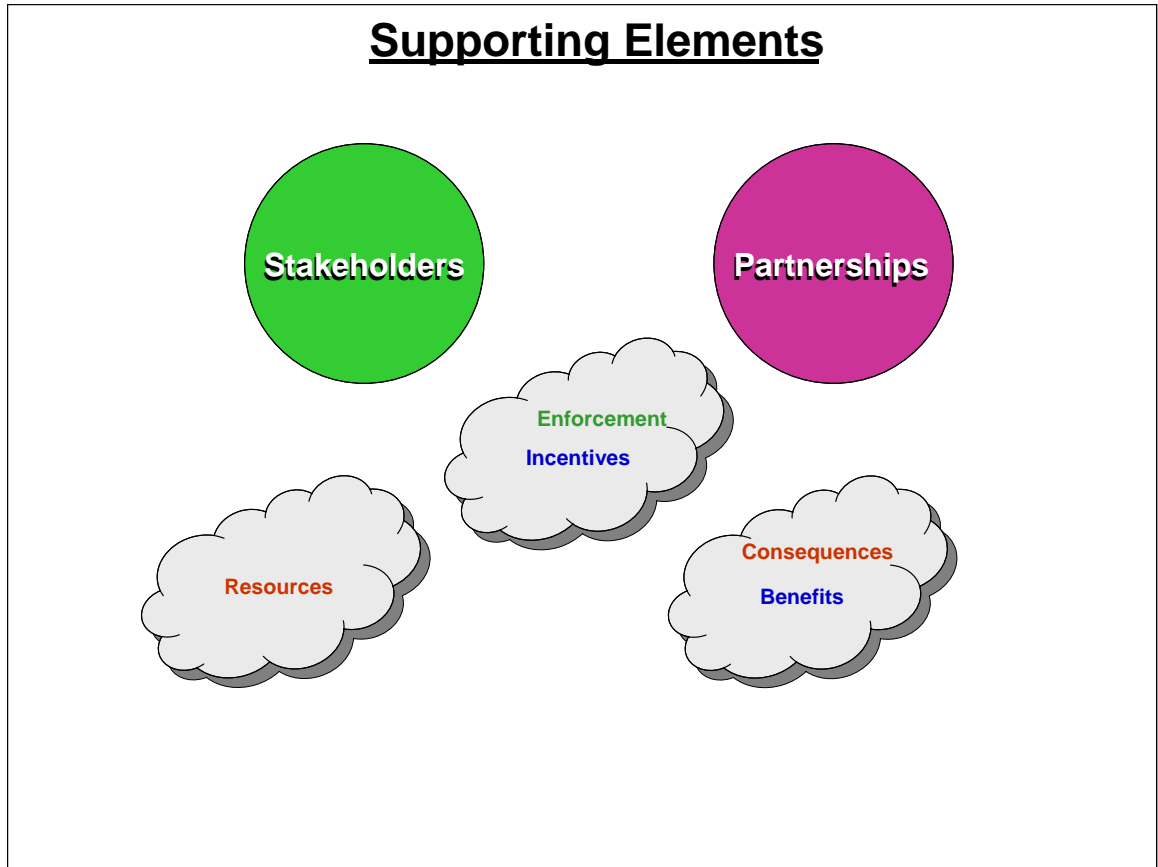 Supporting Elements
Stakeholders
Partnerships
Enforcement
Incentives
Resources
Consequences
Benefits